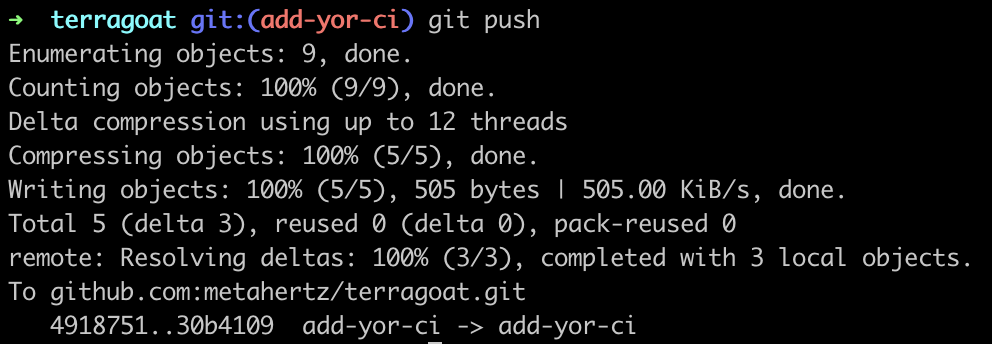 ➜  terragoat git:(add-yor-ci) git push
Enumerating objects: 9, done.
Counting objects: 100% (9/9), done.
Delta compression using up to 12 threads
Compressing objects: 100% (5/5), done.
Writing objects: 100% (5/5), 505 bytes | 505.00 KiB/s, done.
Total 5 (delta 3), reused 0 (delta 0), pack-reused 0
remote: Resolving deltas: 100% (3/3), completed with 3 local objects.
To github.com:metahertz/terragoat.git
   4918751..30b4109  add-yor-ci -> add-yor-ci